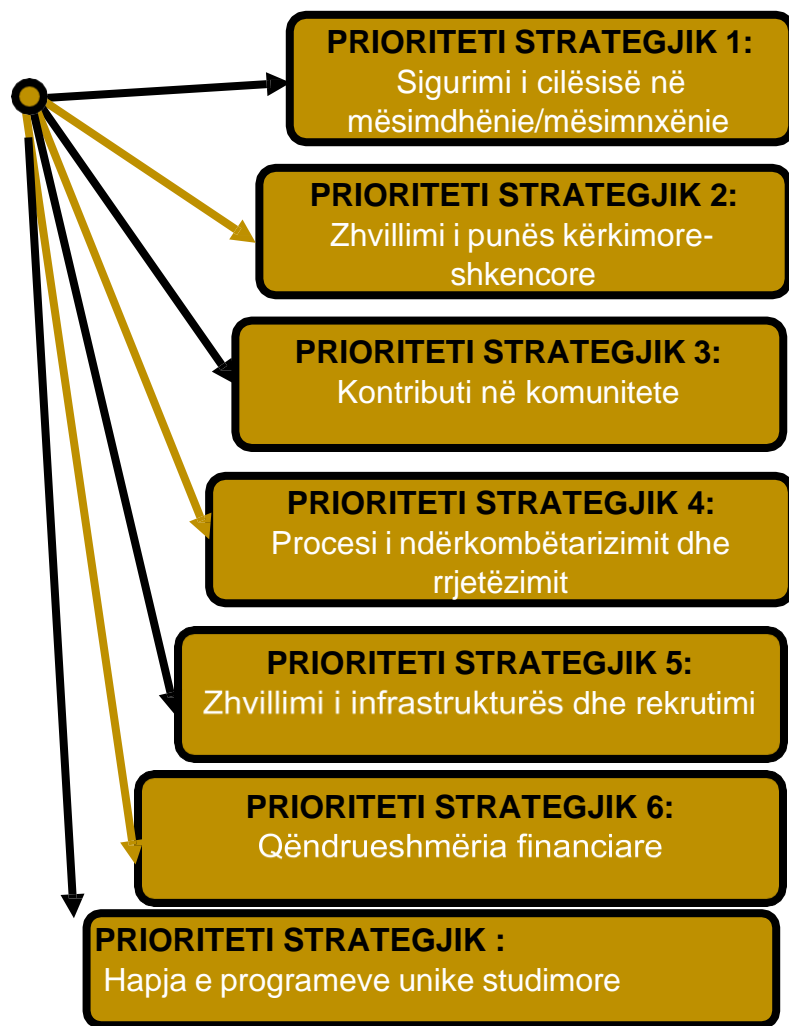 PRIORITETI STRATEGJIK 1:
Sigurimi i cilësisë në
mësimdhënie/mësimnxënie
PRIORITETI STRATEGJIK 2:
Zhvillimi i punës kërkimore-
shkencore
PRIORITETI STRATEGJIK 3:
Kontributi në komunitete
PRIORITETI STRATEGJIK 4:
Procesi i ndërkombëtarizimit dhe
rrjetëzimit
PRIORITETI STRATEGJIK 5:
Zhvillimi i infrastrukturës dhe rekrutimi
PRIORITETI STRATEGJIK 6:
Qëndrueshmëria financiare
PRIORITETI STRATEGJIK :
Hapja e programeve unike studimore